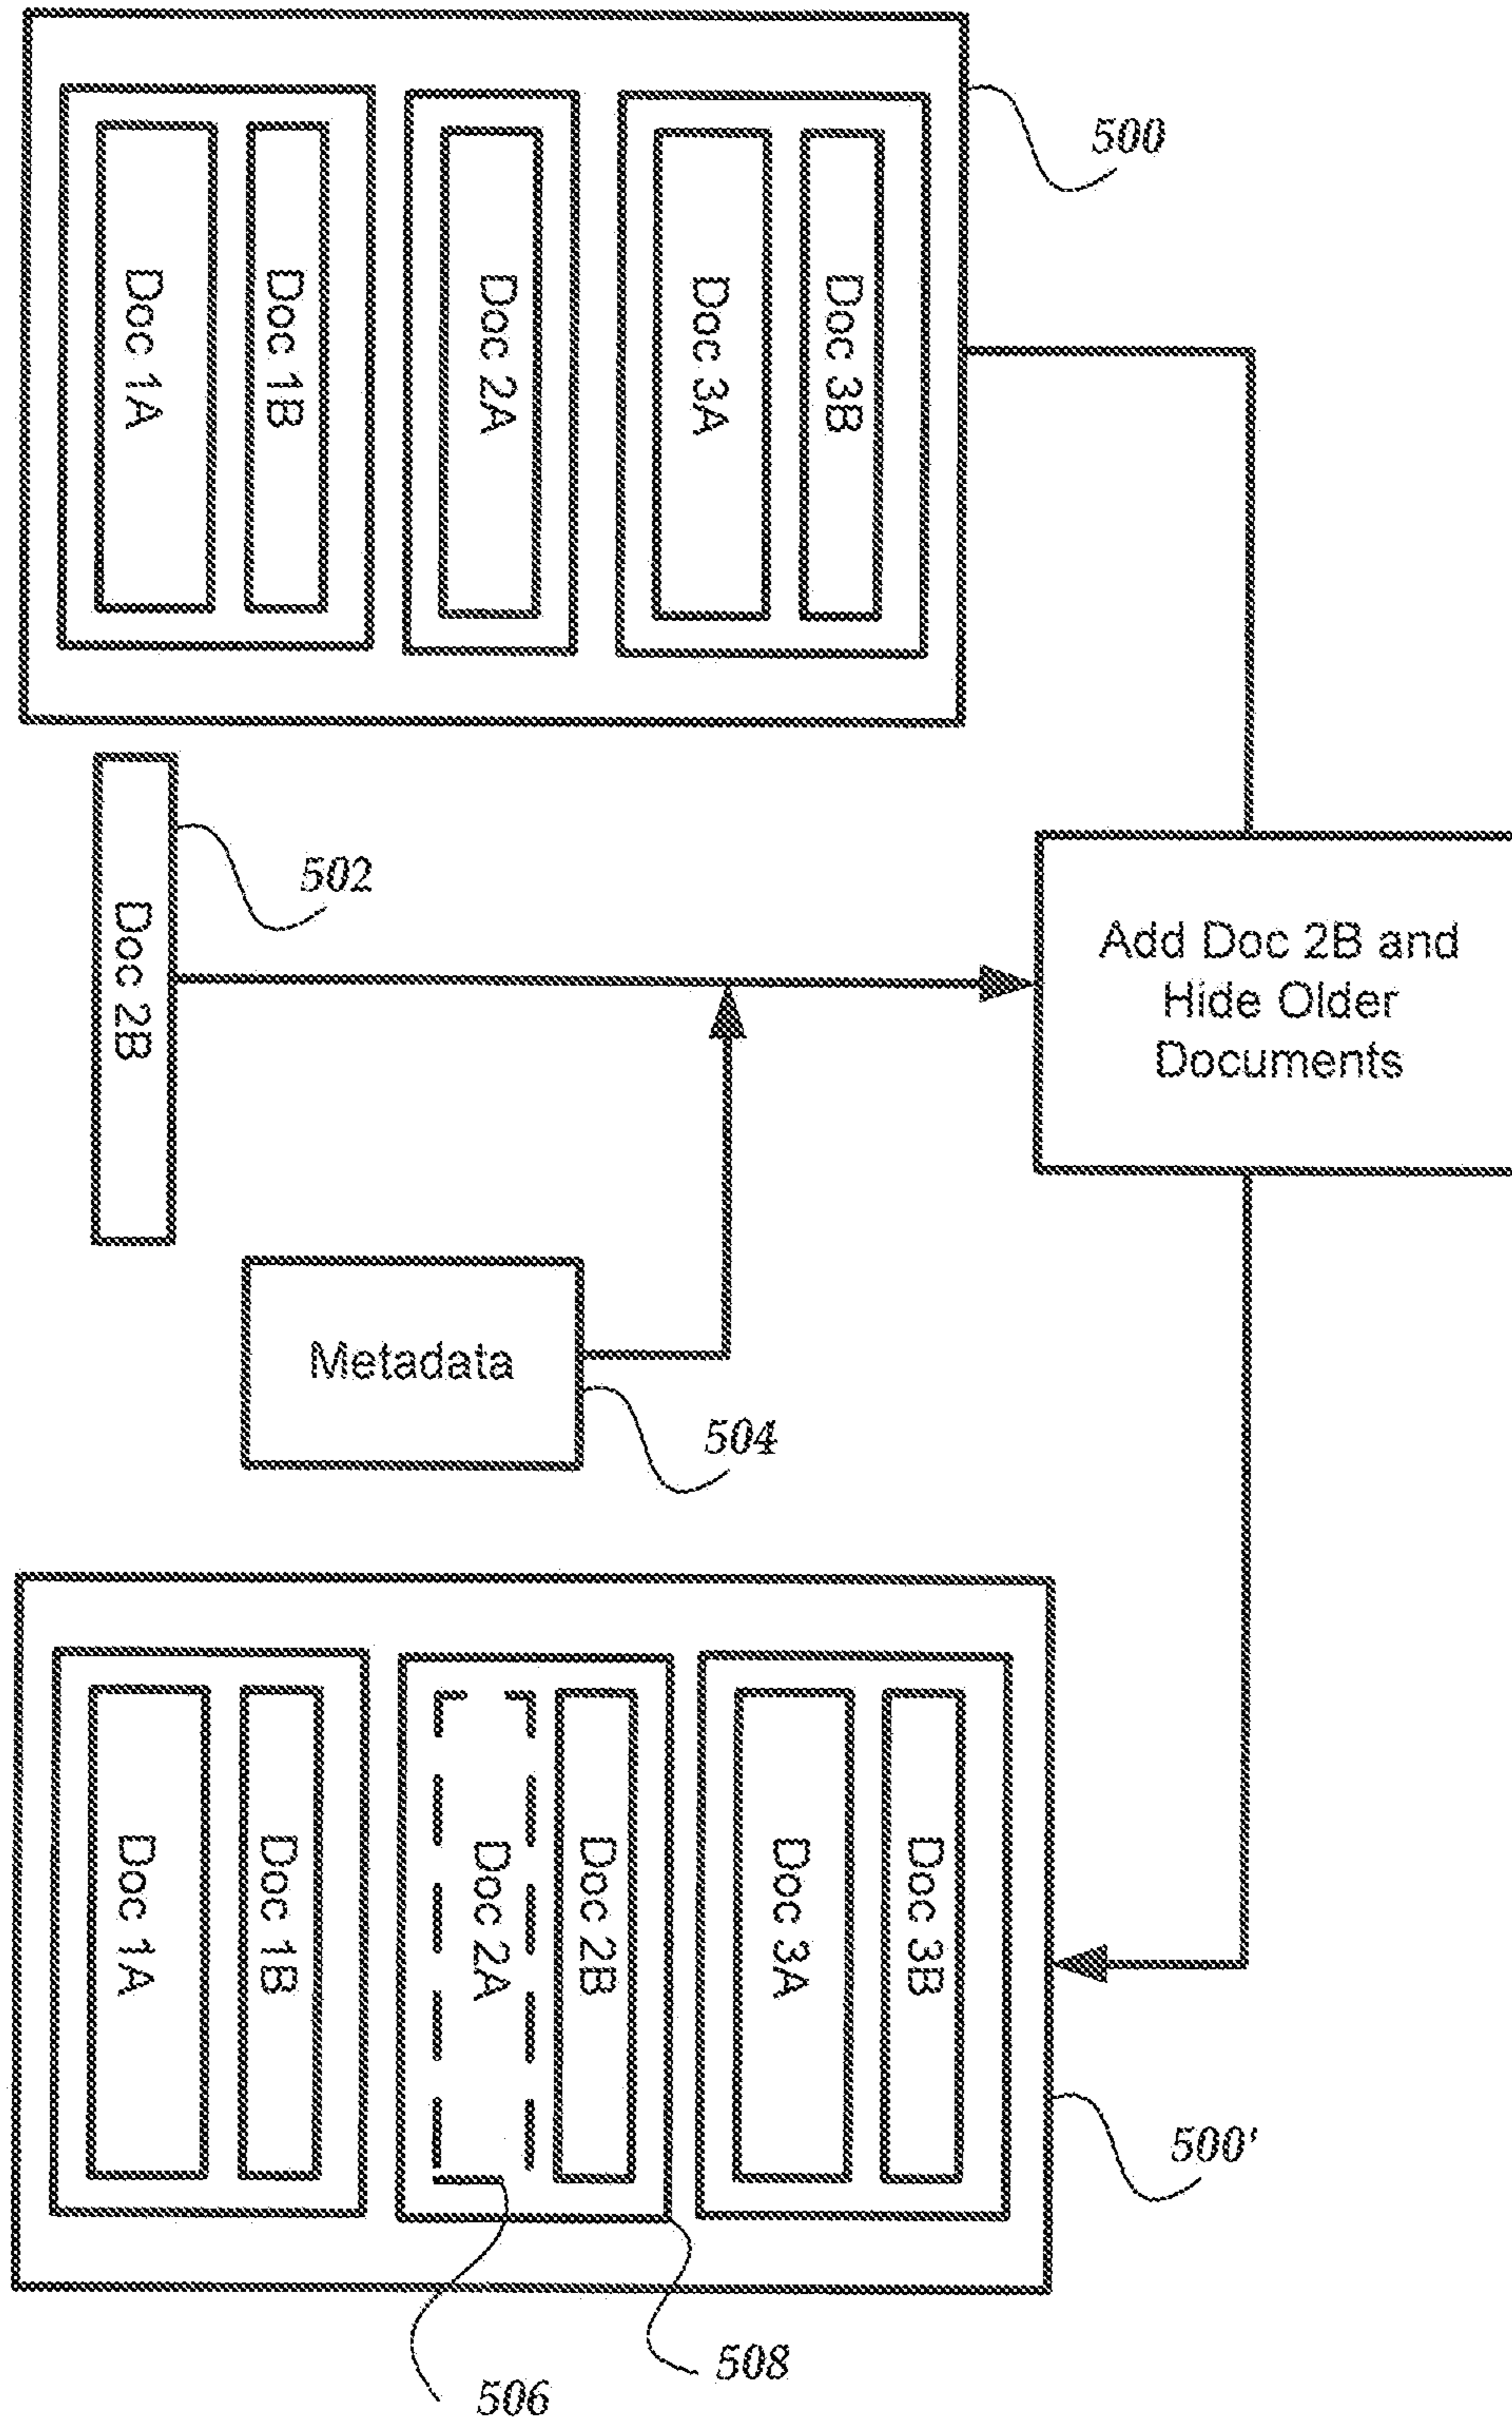 500
Doc 1A
Doc 1B
Doc 2A
Doc 3A
Doc 3B
502
Doc 2B
Add Doc 2B and
Hide Older
Documents
Metadata
504
Doc 1A
Doc 1B
Doc 2A
Doc 2B
Doc 3A
Doc 3B
500'
506
508